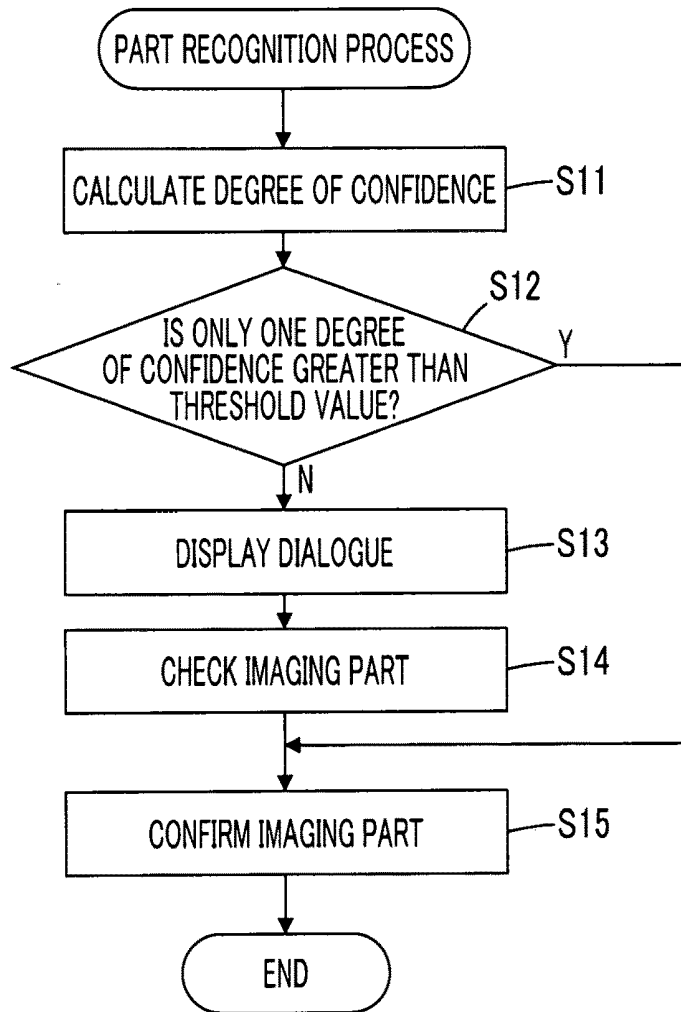 PART RECOGNITION PROCESS
CALCULATE DEGREE OF CONFIDENCE
S11
S12
IS ONLY ONE DEGREE
OF CONFIDENCE GREATER THAN
THRESHOLD VALUE?
Y
N
DISPLAY DIALOGUE
S13
CHECK IMAGING PART
S14
CONFIRM IMAGING PART
S15
END